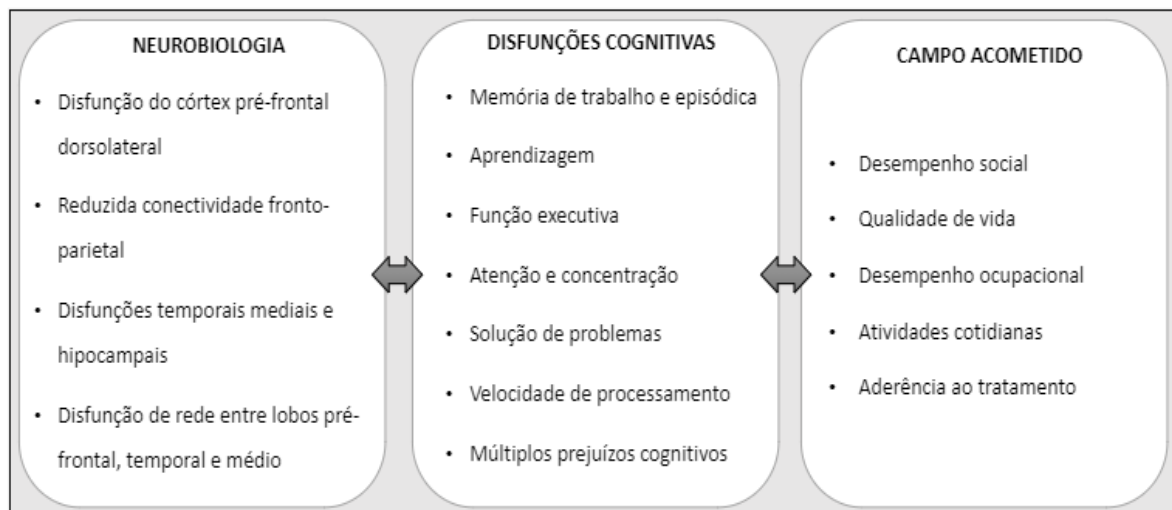 NEUROBIOLOGIA
• Disfunção do córtex pré-frontal
dorsolateral
• Reduzida conectividade fronto-
parietal
• Disfunções temporais mediais e
hipocampais
• Disfunção de rede entre lobos pré-
frontal, temporal e médio
DISFUNÇÕES COGNITIVAS
• Memória de trabalho e episódica
• Aprendizagem
• Função executiva
• Atenção e concentração
• Solução de problemas
• Velocidade de processamento
• Múltiplos prejuízos cognitivos
CAMPO ACOMETIDO
• Desempenho social
• Qualidade de vida
• Desempenho ocupacional
• Atividades cotidianas
• Aderência ao tratamento